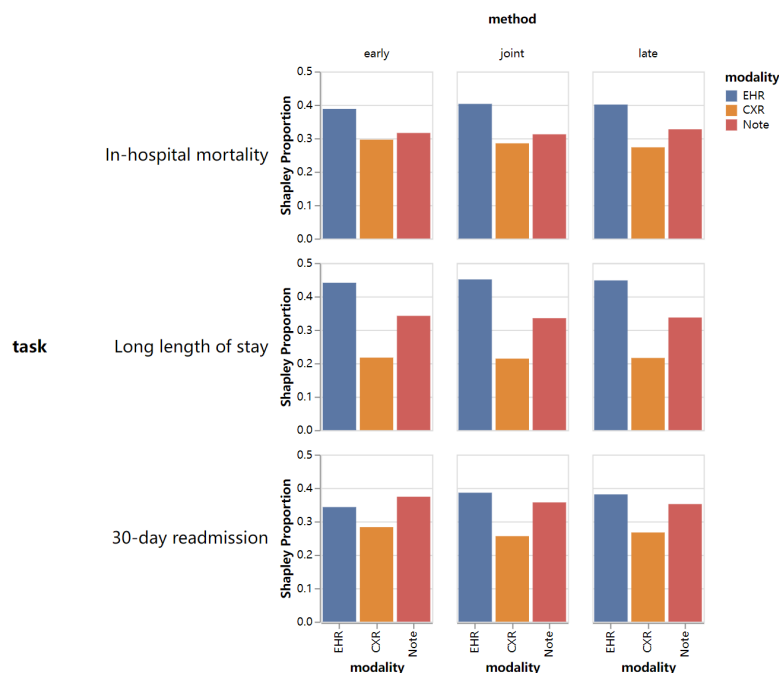 method
early joint late
modality
EHR
CXR
Note
In-hospital mortality
Shapley Proportion
0.5
0.4
0.3
0.2
0.1
0.0
task
Long length of stay
Shapley Proportion
0.5
0.4
0.3
0.2
0.1
0.0
30-day readmission
Shapley Proportion
0.5
0.4
0.3
0.2
0.1
0.0
EHR CXR Note EHR CXR Note EHR CXR Note
modality modality modality